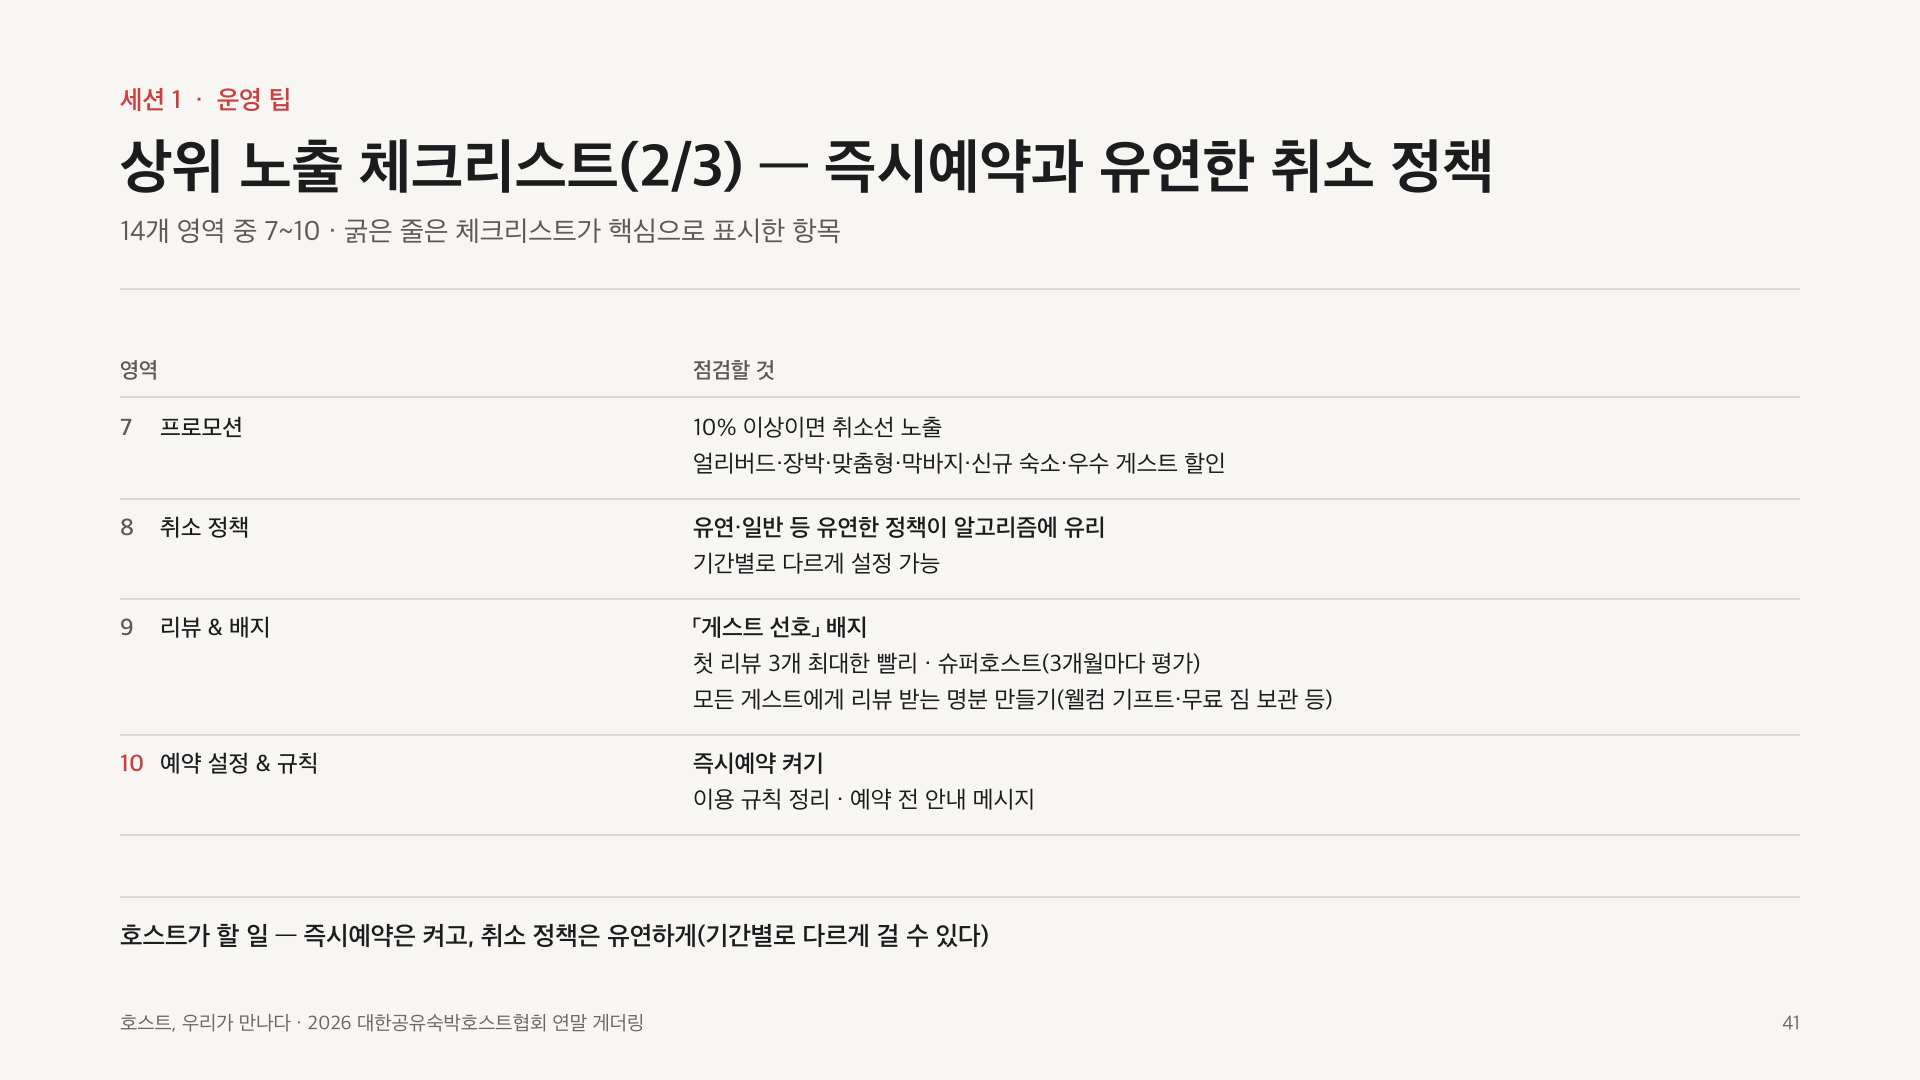 세션 1 · 운영 팁
상위 노출 체크리스트(2/3) — 즉시예약과 유연한 취소 정책
14개 영역 중 7~10 · 굵은 줄은 체크리스트가 핵심으로 표시한 항목
영역 점검할 것
7 프로모션 10% 이상이면 취소선 노출
얼리버드·장박·맞춤형·막바지·신규 숙소·우수 게스트 할인
8 취소 정책 유연·일반 등 유연한 정책이 알고리즘에 유리
기간별로 다르게 설정 가능
9 리뷰 & 배지 「게스트 선호」 배지
첫 리뷰 3개 최대한 빨리 · 슈퍼호스트(3개월마다 평가)
모든 게스트에게 리뷰 받는 명분 만들기(웰컴 기프트·무료 짐 보관 등)
10 예약 설정 & 규칙 즉시예약 켜기
이용 규칙 정리 · 예약 전 안내 메시지
호스트가 할 일 — 즉시예약은 켜고, 취소 정책은 유연하게(기간별로 다르게 걸 수 있다)
호스트, 우리가 만나다 · 2026 대한공유숙박호스트협회 연말 게더링 41